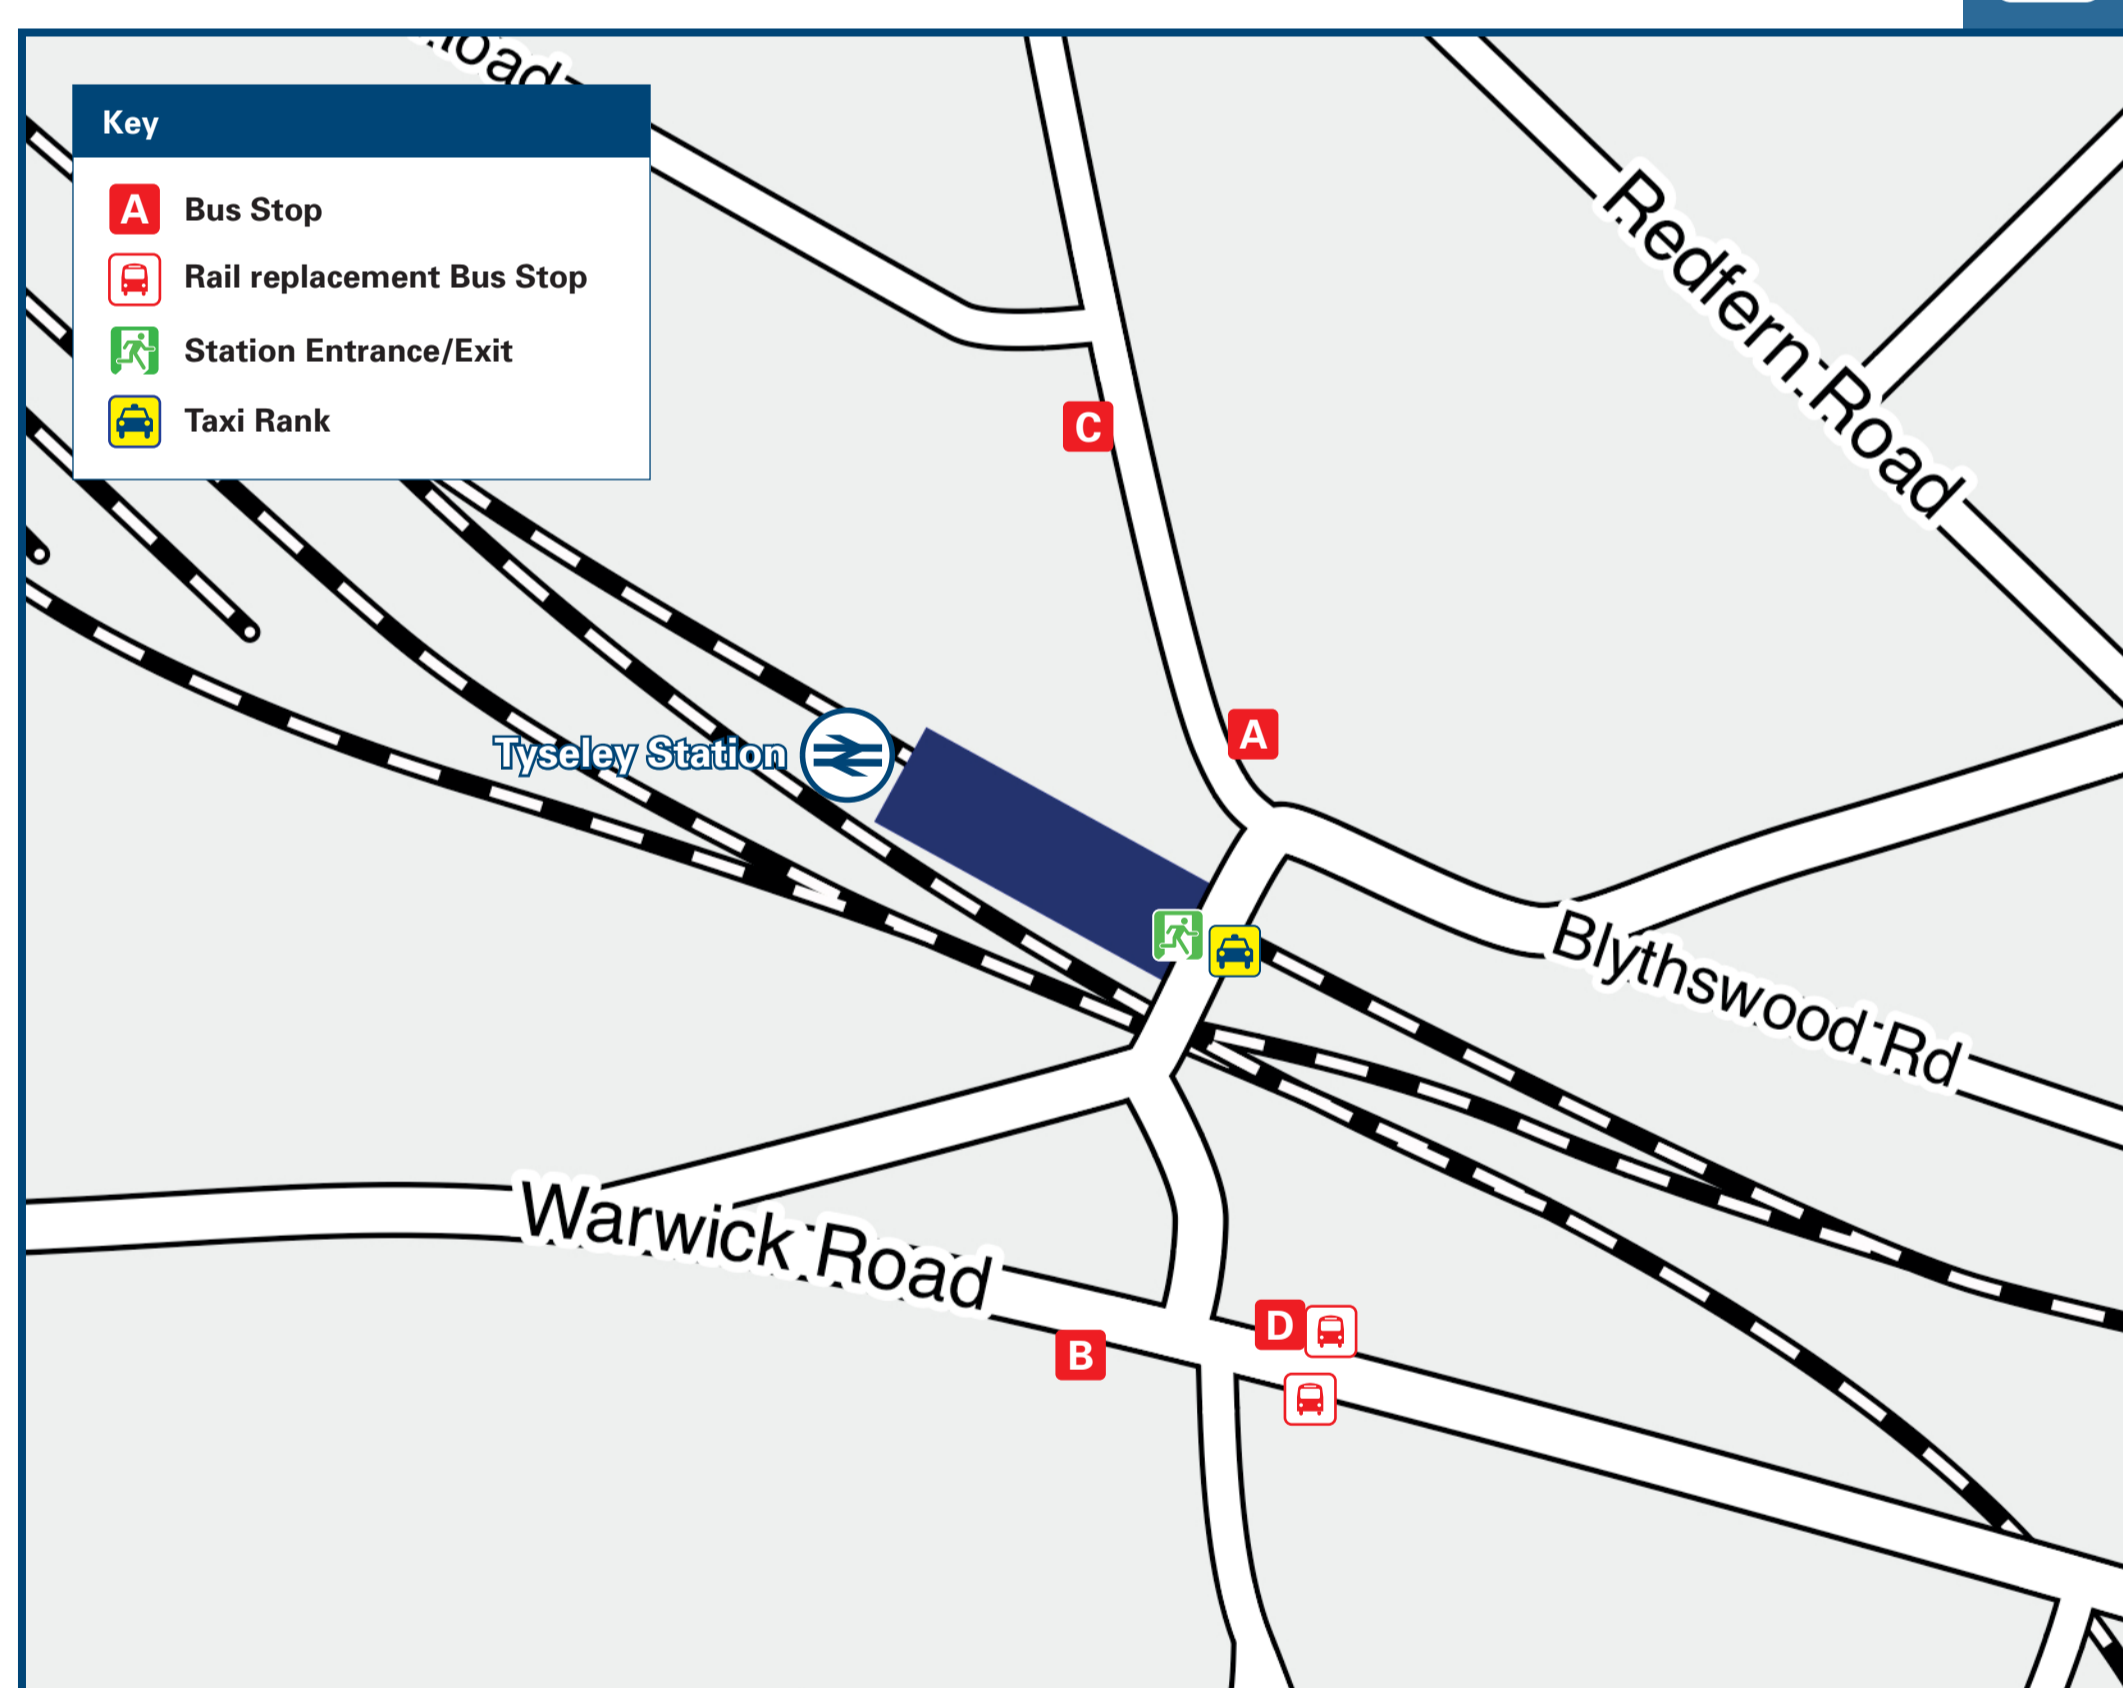 Key
A Bus Stop
Rail replacement Bus Stop
Station Entrance/Exit
Taxi Rank
Redfern Road
C
A
Tyseley Station
Blythswood Rd
Warwick Road
D
B